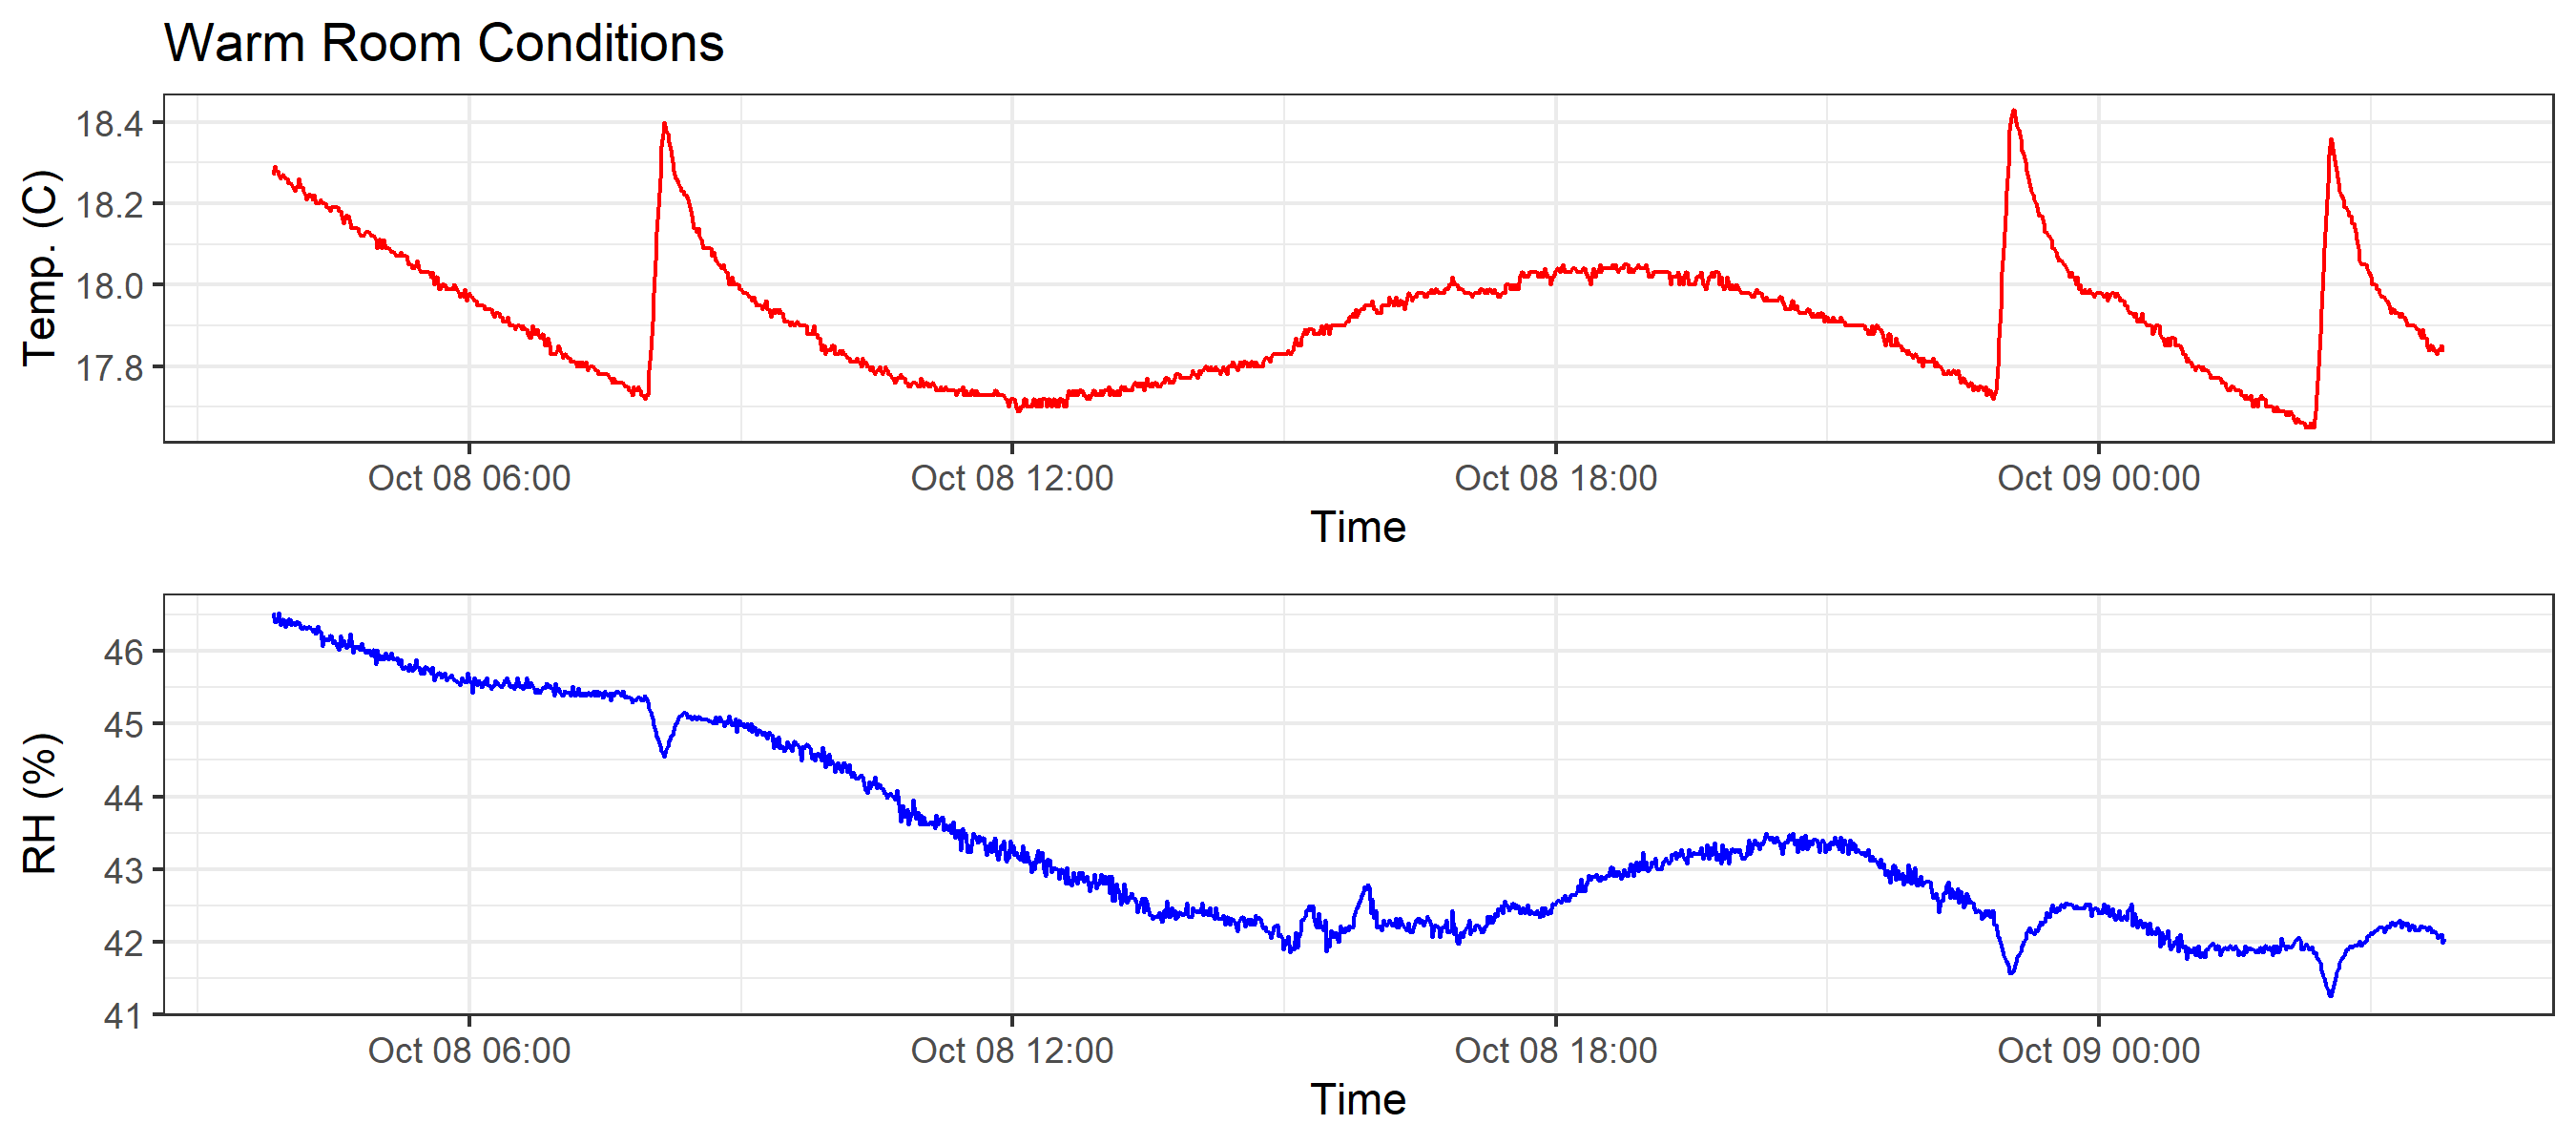 Warm Room Conditions
18.4
18.2
18.0
17.8
Temp. (C)
Oct 08 06:00 Oct 08 12:00 Oct 08 18:00 Oct 09 00:00
Time
46
45
44
43
42
41
RH (%)
Oct 08 06:00 Oct 08 12:00 Oct 08 18:00 Oct 09 00:00
Time